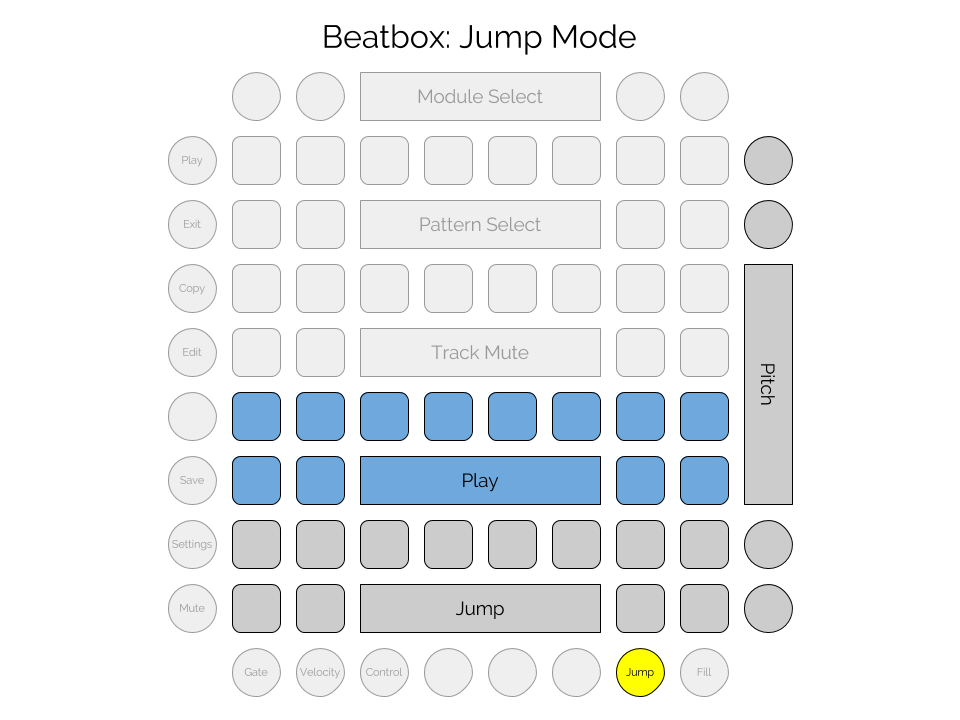 Beatbox: Jump Mode
Module Select
Play
Exit
Pattern Select
Copy
Edit
Track Mute
Pitch
Save
Play
Settings
Mute
Jump
Gate
Velocity
Control
Jump
Fill